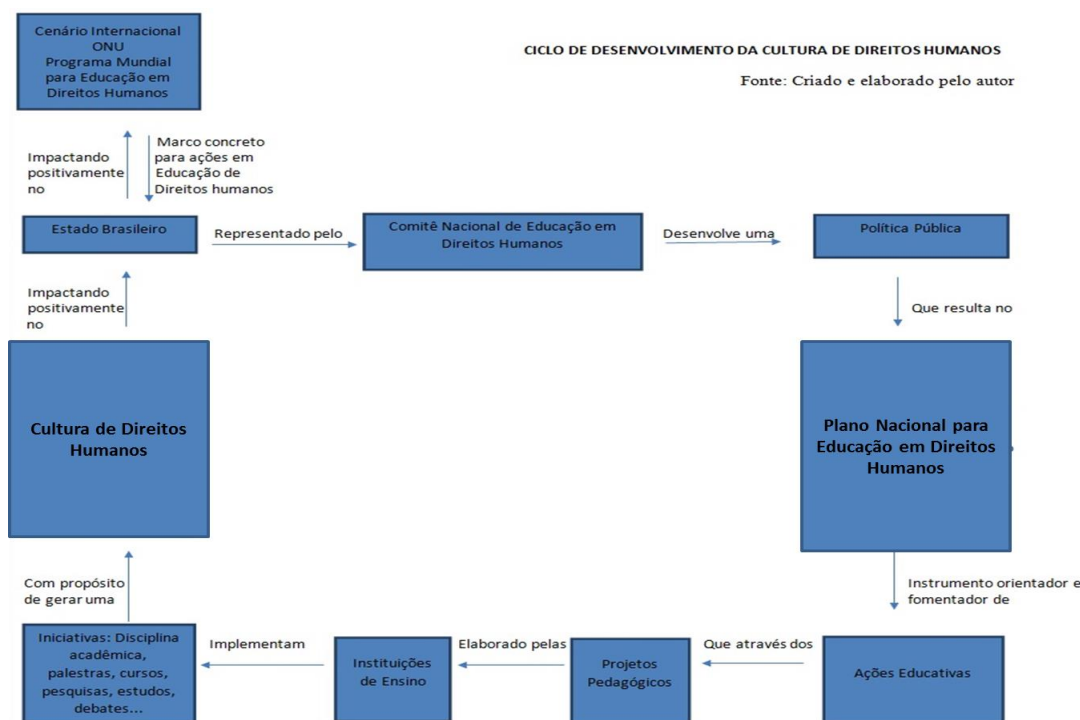 Cenário Internacional
ONU
Programa Mundial
para Educação em
Direitos Humanos
CICLO DE DESENVOLVIMENTO DA CULTURA DE DIREITOS HUMANOS
Fonte: Criado e elaborado pelo autor
Impactando
positivamente
no
Marco concreto
para ações em
Educação de
Direitos humanos
Estado Brasileiro
Representado pelo
Comitê Nacional de Educação em
Direitos Humanos
Desenvolve uma
Política Pública
Impactando
positivamente
no
Que resulta no
Cultura de Direitos
Humanos
Plano Nacional para
Educação em Direitos
Humanos
Com propósito
de gerar uma
Instrumento orientador e
fomentador de
Iniciativas: Disciplina
acadêmica,
palestras, cursos,
pesquisas, estudos,
debates...
Implementam
Instituições
de Ensino
Elaborado pelas
Projetos
Pedagógicos
Que através dos
Ações Educativas